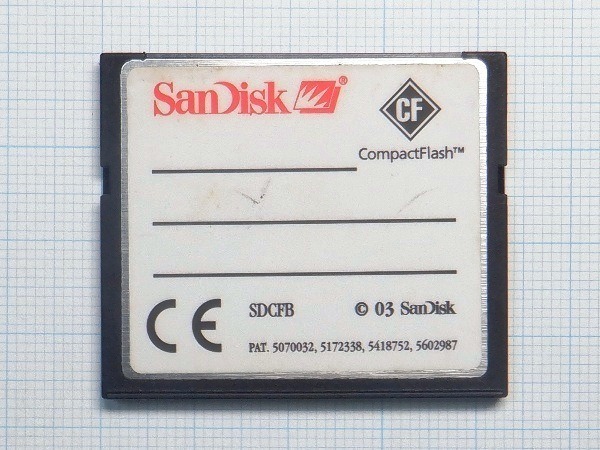 SanDisk®
CF
CompactFlash™
CE
SDCFB
© 03 SanDisk
PAT. 5070032, 5172338, 5418752, 5602987